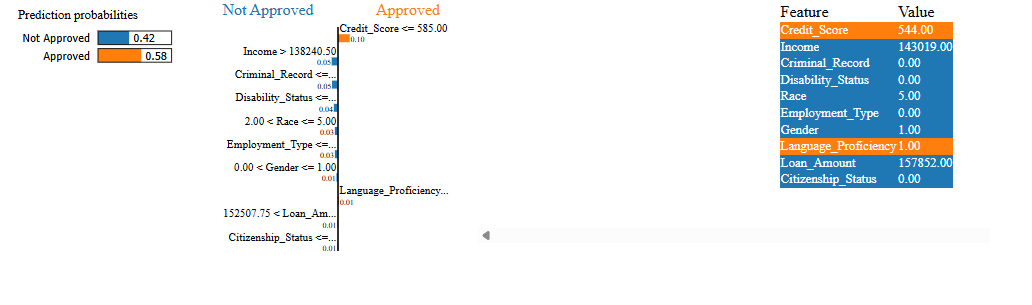 Prediction probabilities
Not Approved 0.42
Approved 0.58
Not Approved Approved
Credit_Score <= 585.00
0.10
Income > 138240.50
0.05
Criminal_Record <=...
0.05
Disability_Status <=...
0.04
2.00 < Race <= 5.00
0.03
Employment_Type <=...
0.03
0.00 < Gender <= 1.00
0.01
Language_Proficiency...
0.01
152507.75 < Loan_Am...
0.01
Citizenship_Status <=...
0.01
Feature Value
Credit_Score 544.00
Income 143019.00
Criminal_Record 0.00
Disability_Status 0.00
Race 5.00
Employment_Type 0.00
Gender 1.00
Language_Proficiency 1.00
Loan_Amount 157852.00
Citizenship_Status 0.00